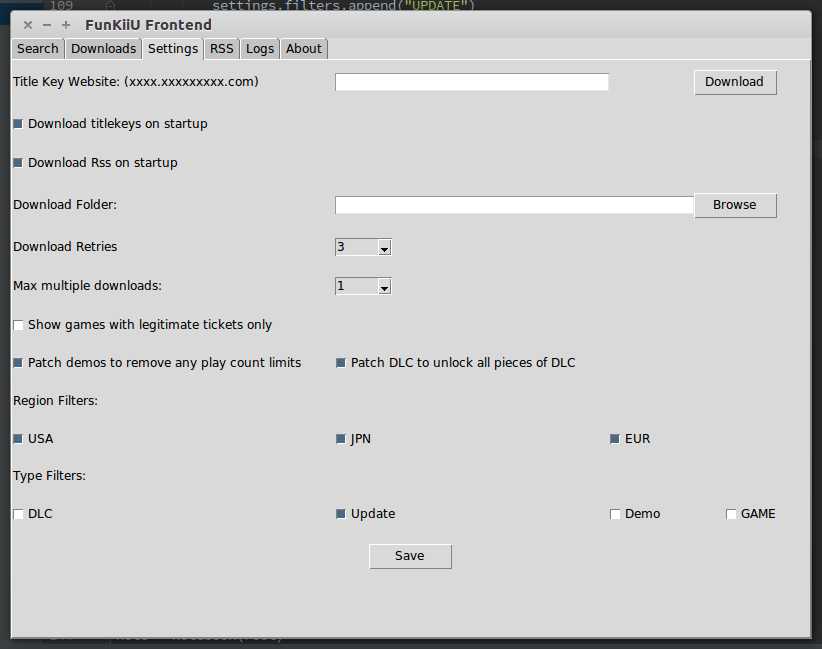 109 settings.filters.append("UPDATE")
FunKiiU Frontend
Search Downloads Settings RSS Logs About
Title Key Website: (xxxx.xxxxxxxxx.com) Download
Download titlekeys on startup
Download Rss on startup
Download Folder: Browse
Download Retries 3
Max multiple downloads: 1
Show games with legitimate tickets only
Patch demos to remove any play count limits Patch DLC to unlock all pieces of DLC
Region Filters:
USA JPN EUR
Type Filters:
DLC Update Demo GAME
Save